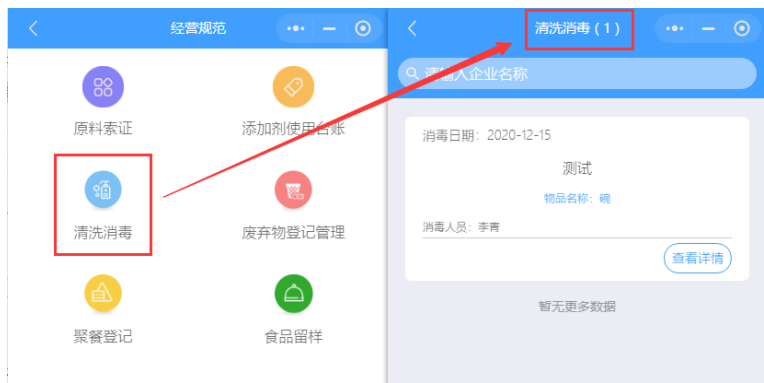 经营规范
原料索证
添加剂使用台账
清洗消毒
废弃物登记管理
聚餐登记
食品留样
清洗消毒(1)
请输入企业名称
消毒日期：2020-12-15
测试
物品名称：碗
消毒人员：李青
查看详情
暂无更多数据